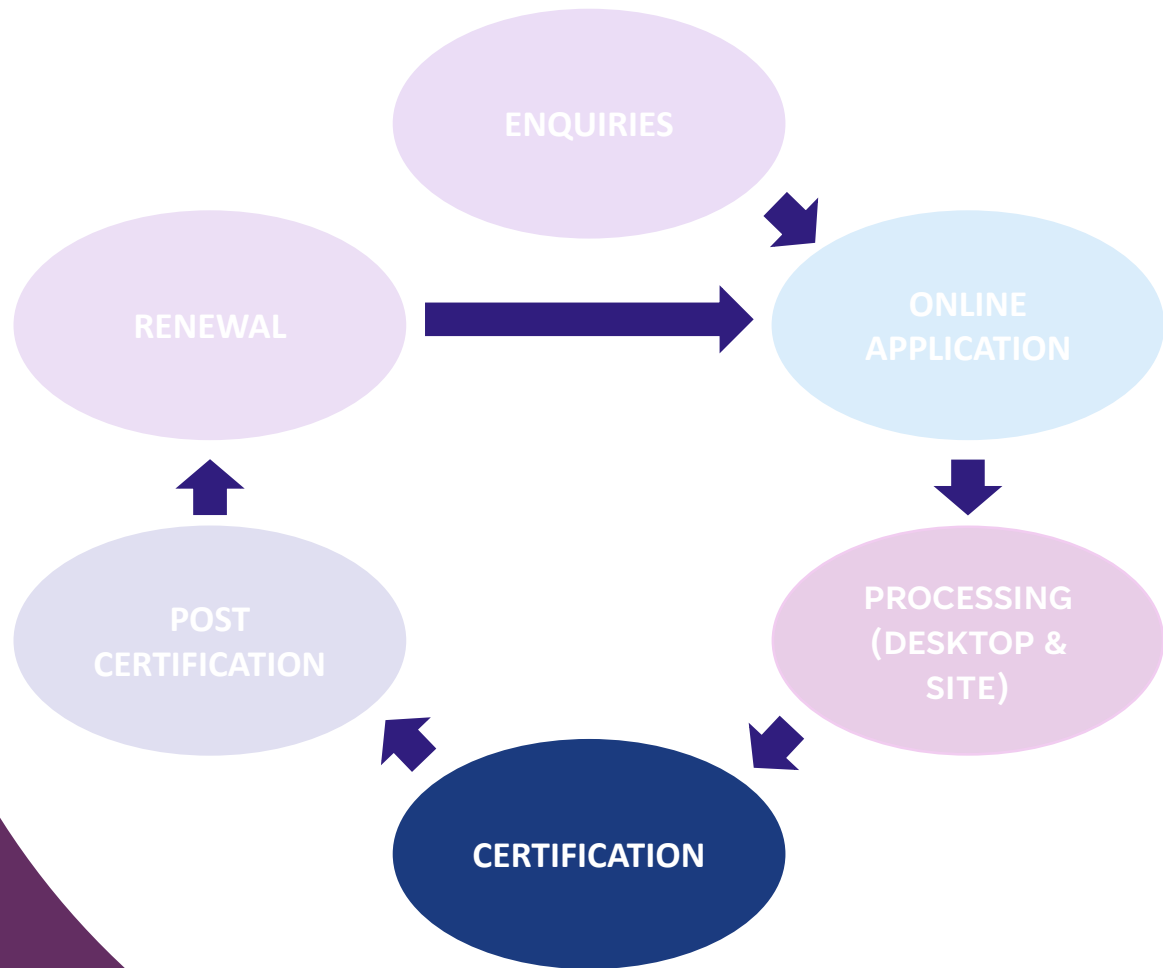 ENQUIRIES
ONLINE
APPLICATION
PROCESSING
(DESKTOP &
SITE)
CERTIFICATION
POST
CERTIFICATION
RENEWAL